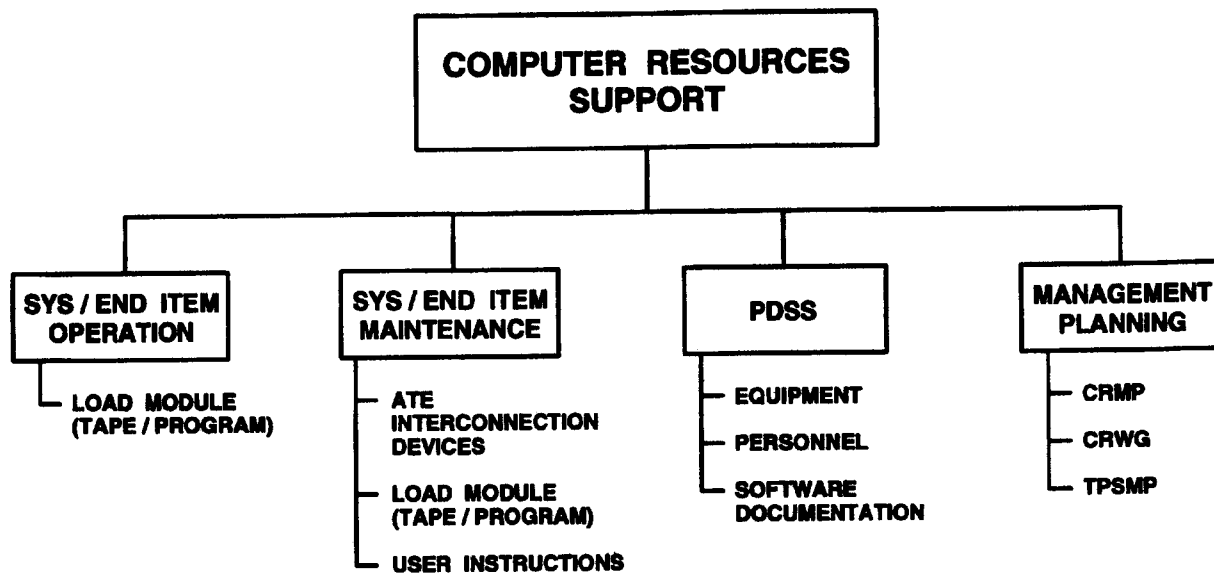 COMPUTER RESOURCES
SUPPORT
SYS / END ITEM
OPERATION
LOAD MODULE
(TAPE / PROGRAM)
SYS / END ITEM
MAINTENANCE
ATE
INTERCONNECTION
DEVICES
LOAD MODULE
(TAPE / PROGRAM)
USER INSTRUCTIONS
PDSS
EQUIPMENT
PERSONNEL
SOFTWARE
DOCUMENTATION
MANAGEMENT
PLANNING
CRMP
CRWG
TPSMP